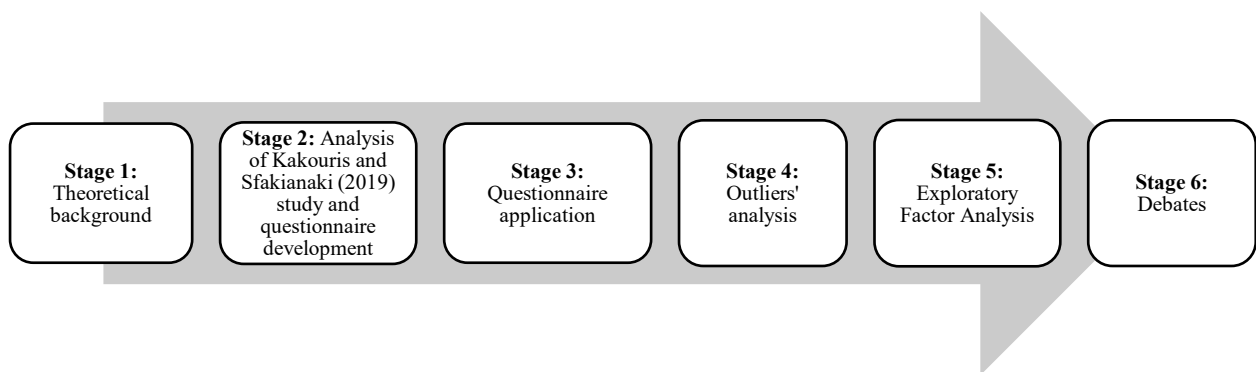 Stage 1:
Theoretical
background
Stage 2: Analysis
of Kakouris and
Sfakianaki (2019)
study and
questionnaire
development
Stage 3:
Questionnaire
application
Stage 4:
Outliers'
analysis
Stage 5:
Exploratory
Factor Analysis
Stage 6:
Debates